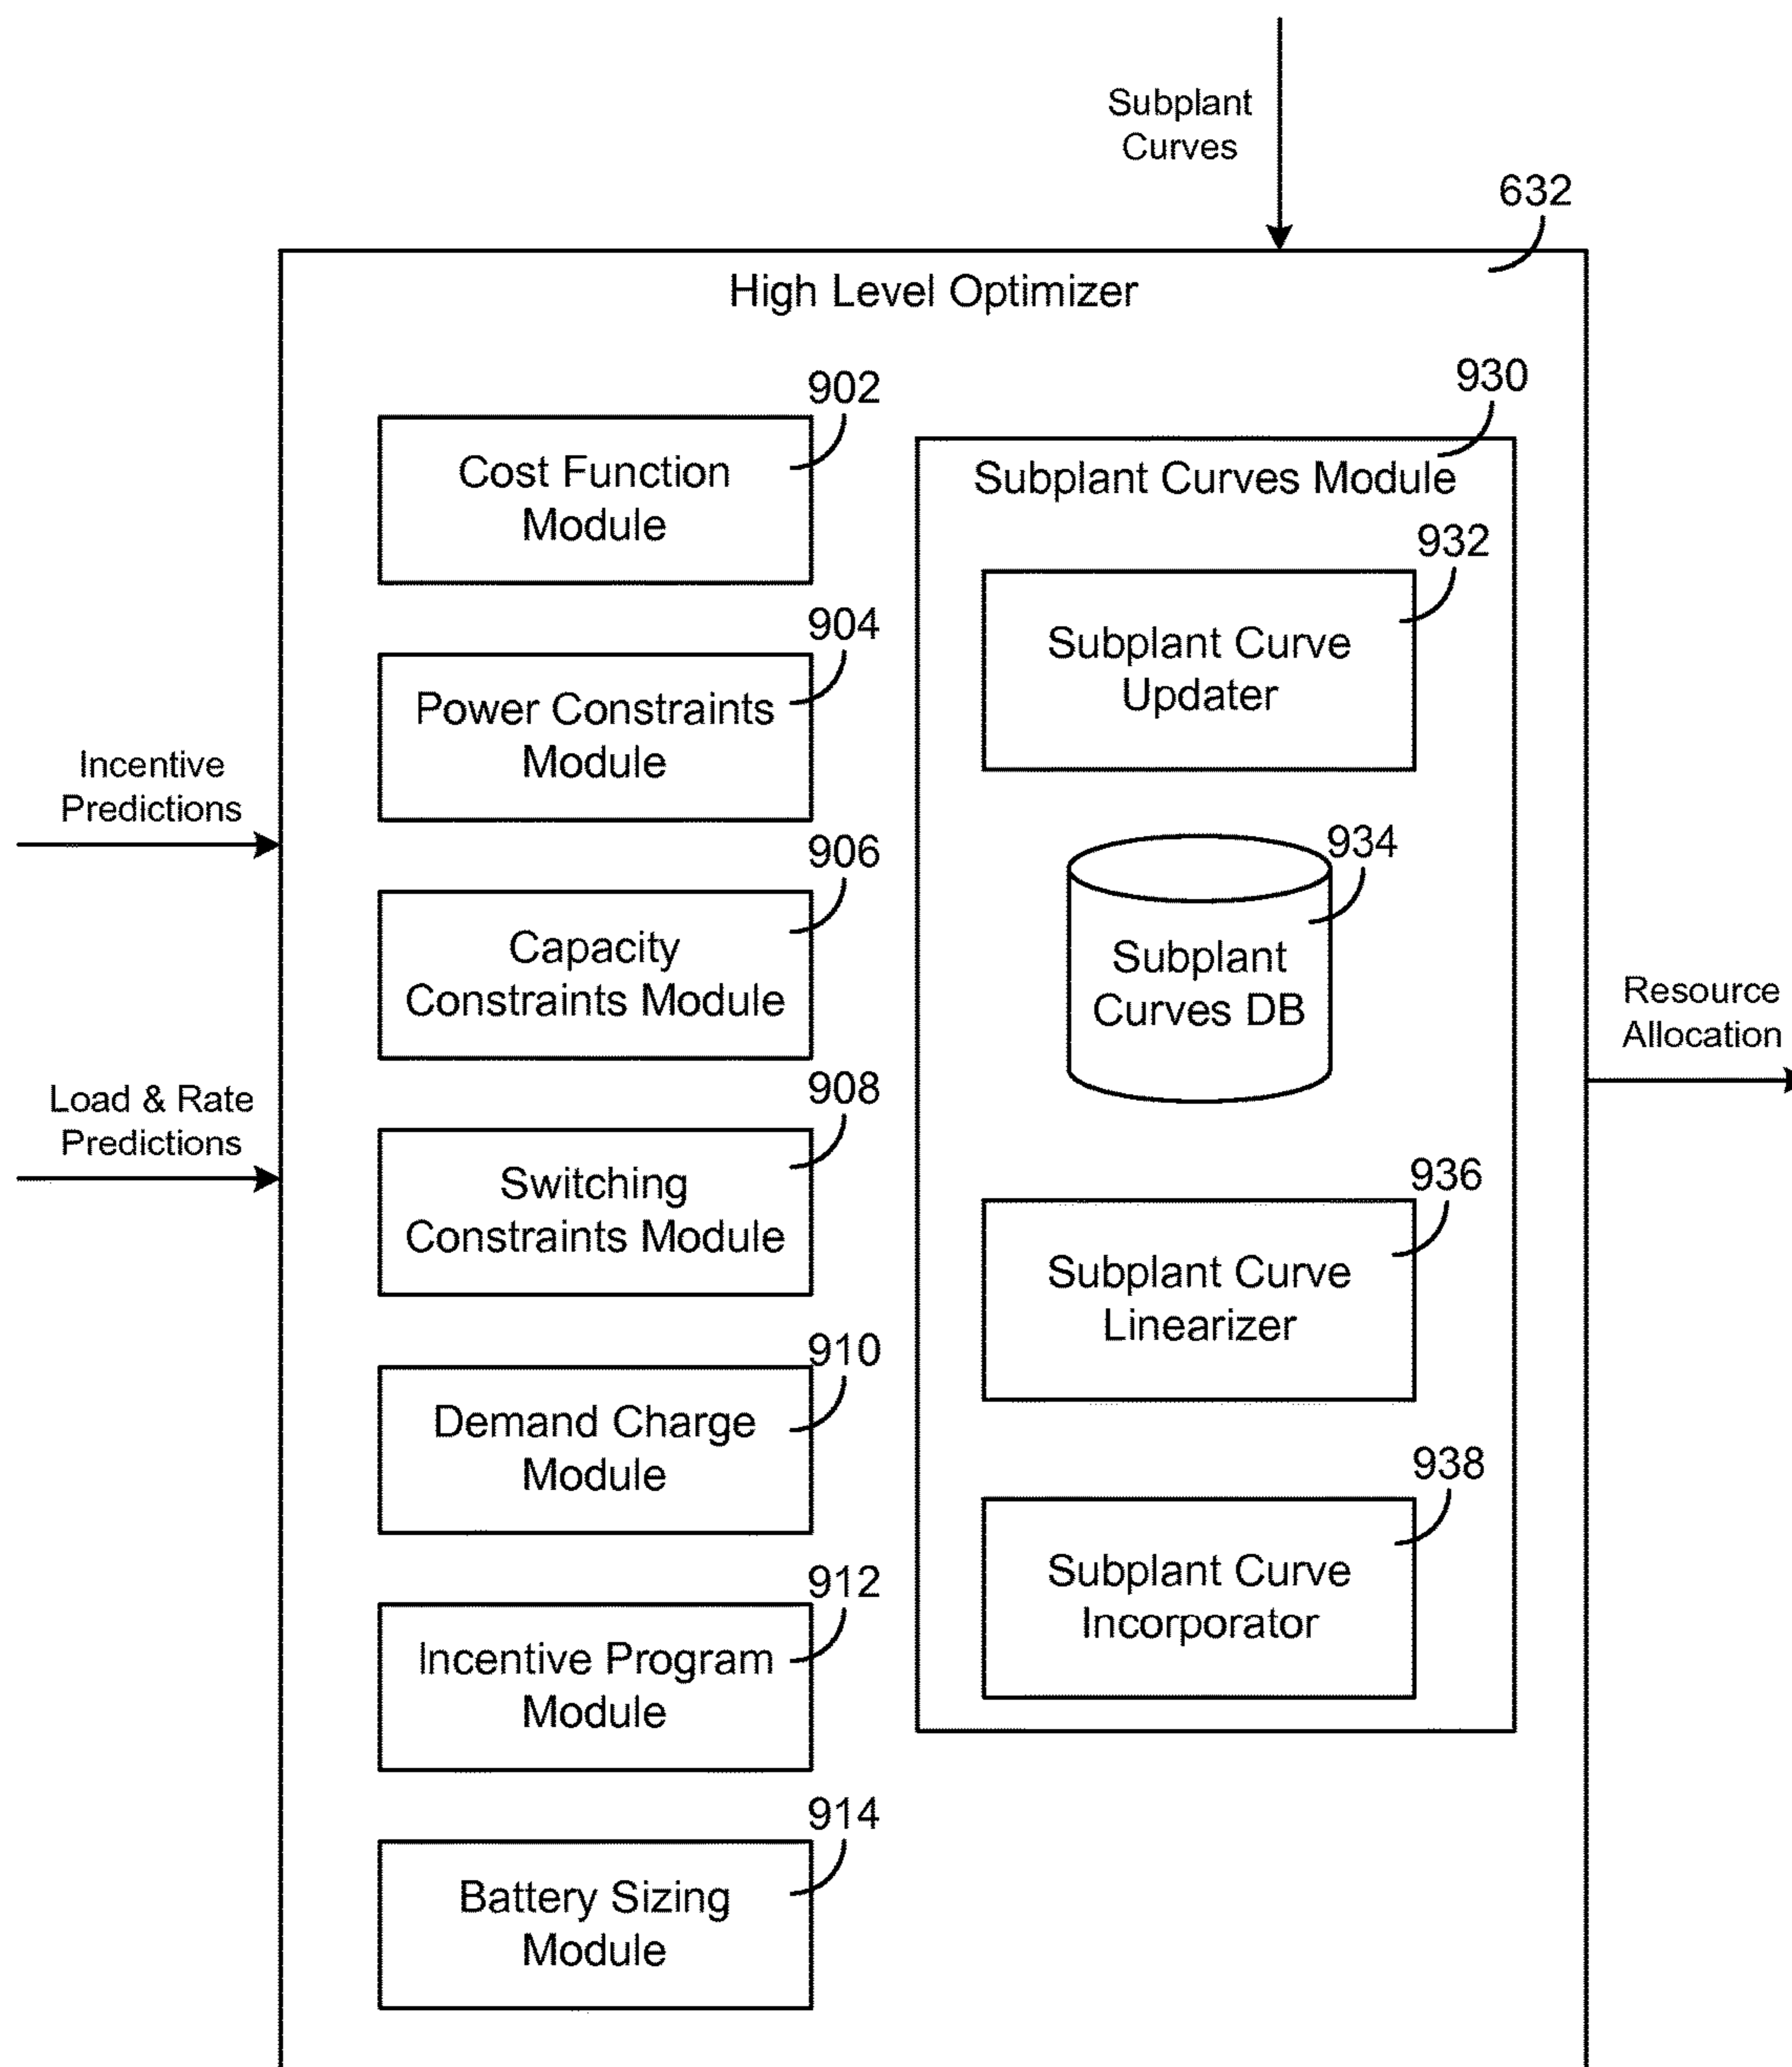 Subplant
Curves
632
High Level Optimizer
902
Cost Function
Module
904
Power Constraints
Module
Incentive
Predictions
906
Capacity
Constraints Module
Load & Rate
Predictions
908
Switching
Constraints Module
910
Demand Charge
Module
912
Incentive Program
Module
914
Battery Sizing
Module
930
Subplant Curves Module
932
Subplant Curve
Updater
934
Subplant
Curves DB
936
Subplant Curve
Linearizer
938
Subplant Curve
Incorporator
Resource
Allocation